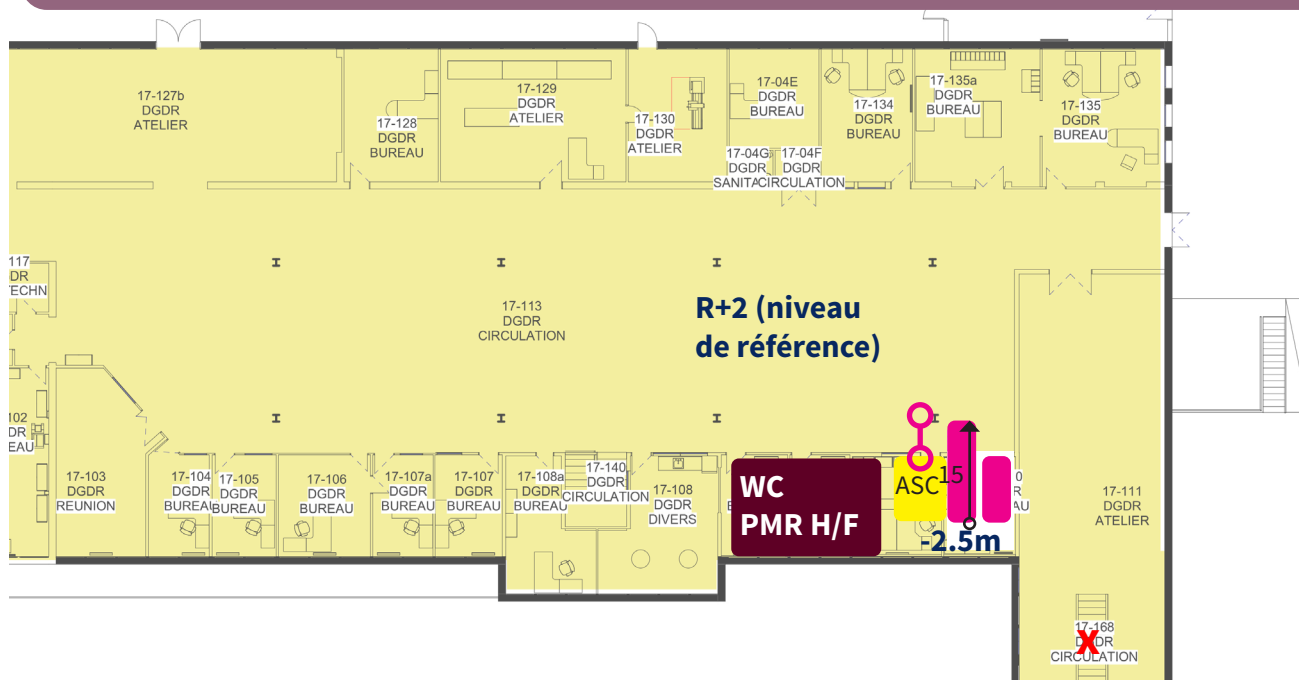 17-127b
DGDR
ATELIER
17-128
DGDR
BUREAU
17-129
DGDR
ATELIER
17-130
DGDR
ATELIER
17-04E
DGDR
BUREAU
17-04G
DGDR
17-04F
DGDR
CIRCULATION
17-134
DGDR
BUREAU
17-135a
DGDR
BUREAU
17-135
DGDR
BUREAU
117
DR
TECHN
17-113
DGDR
CIRCULATION
R+2 (niveau
de référence)
102
DR
EAU
17-103
DGDR
REUNION
17-104
DGDR
BUREAU
17-105
DGDR
BUREAU
17-106
DGDR
BUREAU
17-107a
DGDR
BUREAU
17-107
DGDR
BUREAU
17-108a
DGDR
BUREAU
17-140
DGDR
CIRCULATION
17-108
DGDR
DIVERS
WC
PMR H/F
ASC
15
-2.5m
0
R
AU
17-111
DGDR
ATELIER
17-168
DGDR
CIRCULATION
X